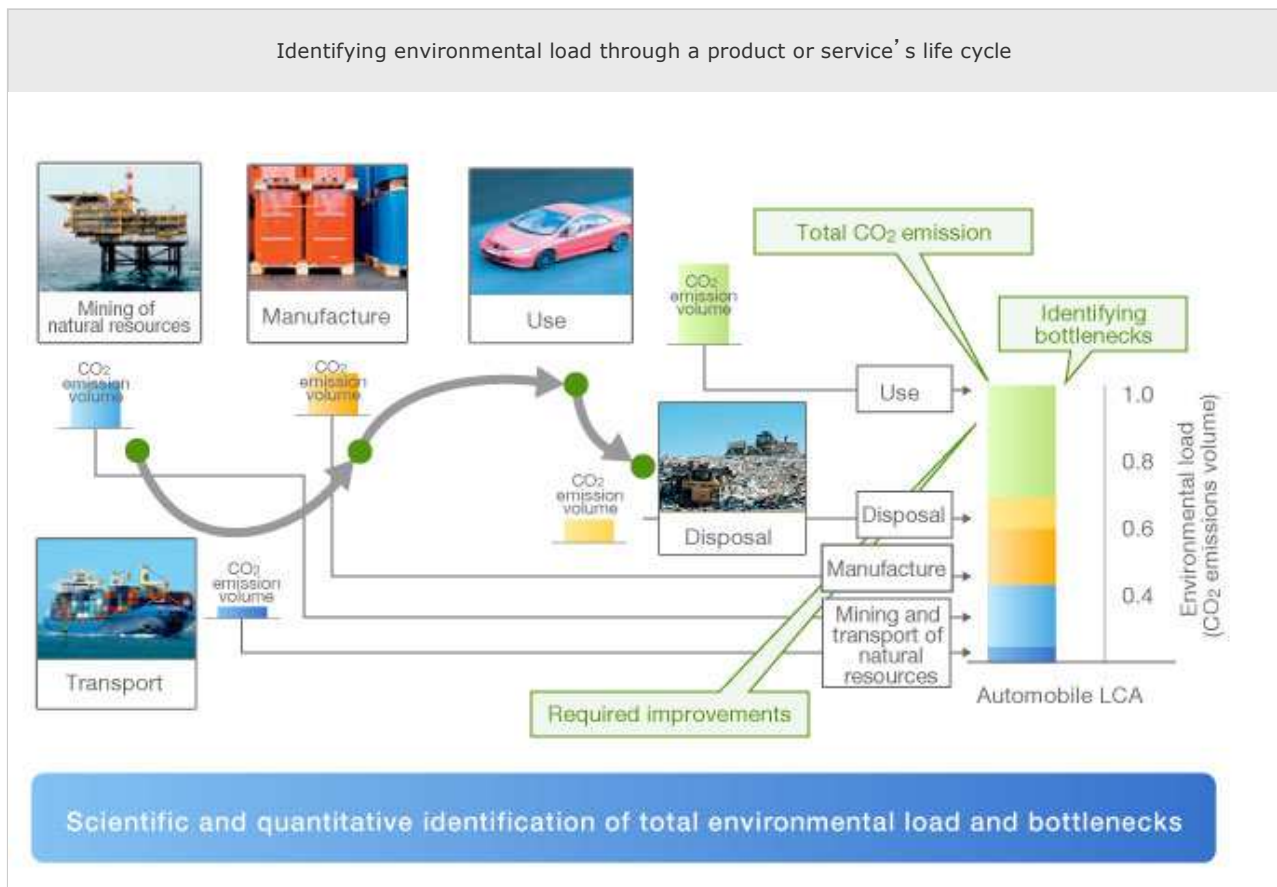 Identifying environmental load through a product or service’s life cycle
Mining of
natural resources
Manufacture
Use
CO₂
emission
volume
Total CO₂ emission
Identifying
bottlenecks
CO₂
emission
volume
CO₂
emission
volume
Use
1.0
0.8
0.6
0.4
Environmental load
(CO₂ emissions volume)
CO₂
emission
volume
Disposal
Disposal
Manufacture
Mining and
transport of
natural
resources
CO₂
emission
volume
Transport
Automobile LCA
Required improvements
Scientific and quantitative identification of total environmental load and bottlenecks